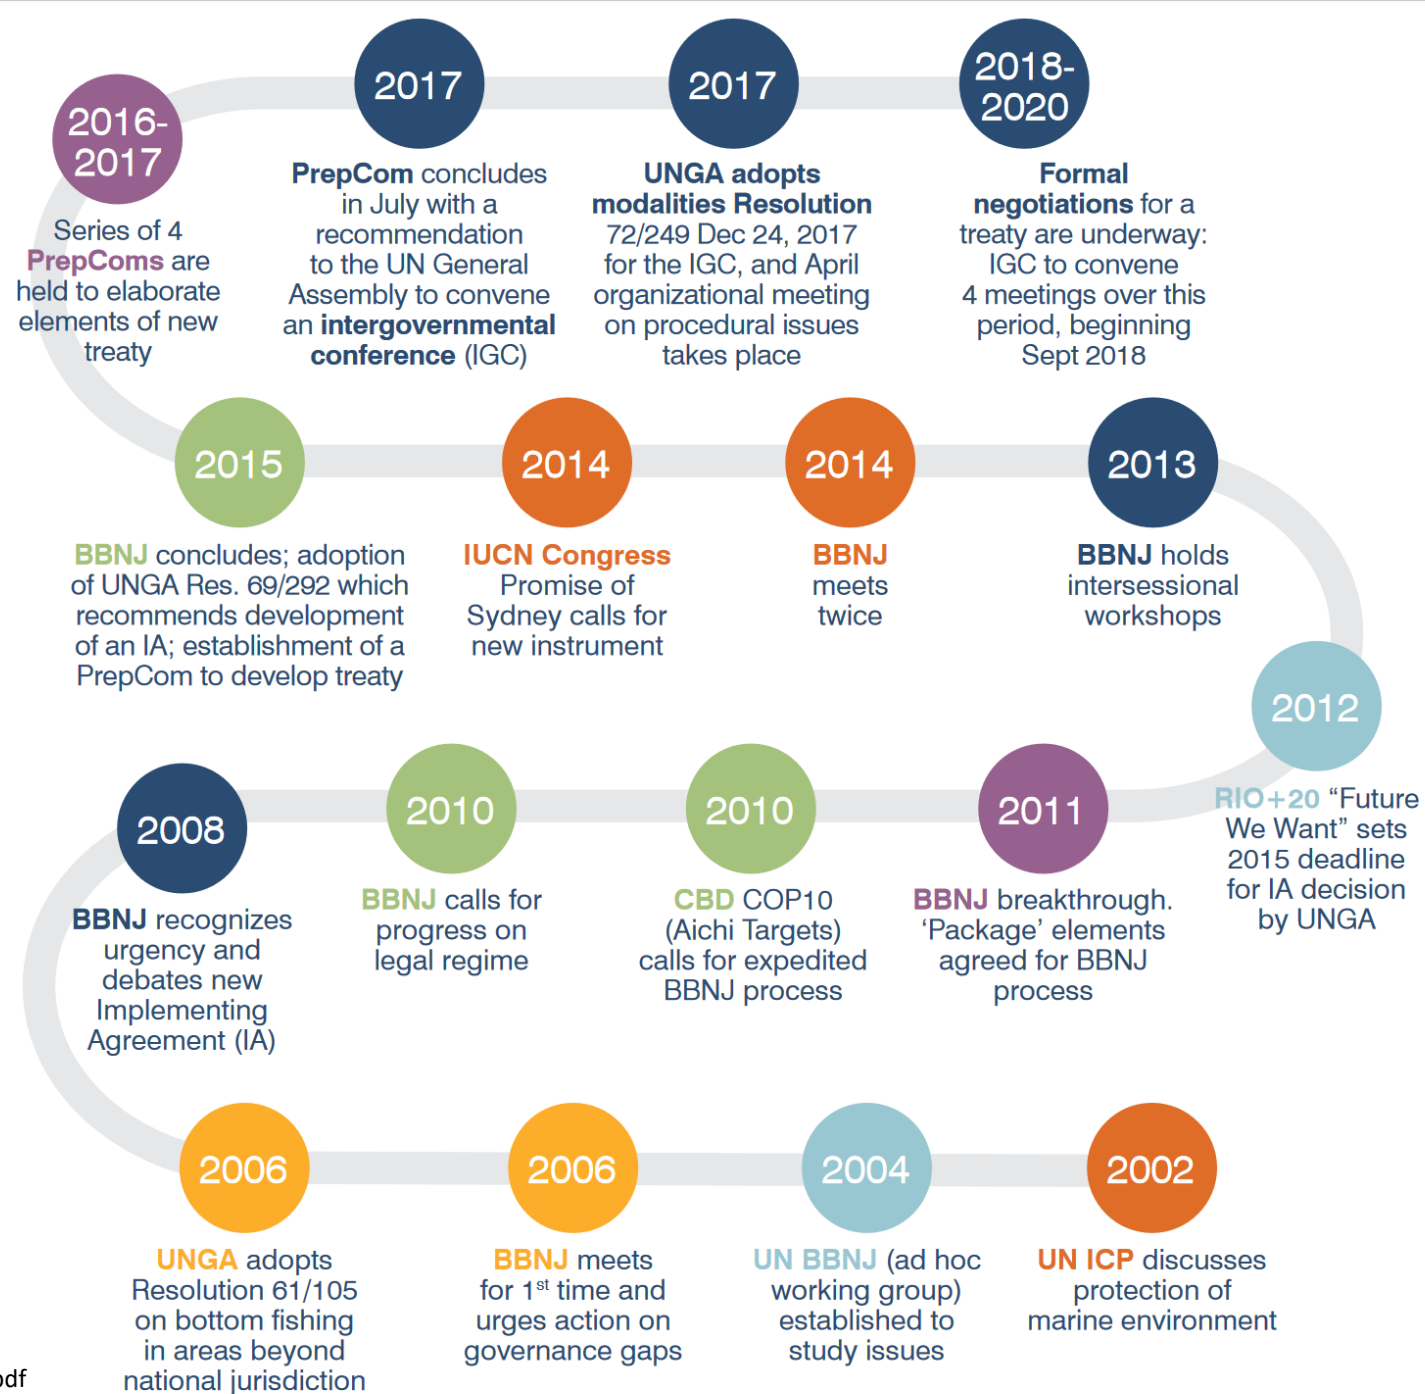 2016-
2017
Series of 4
PrepComs are
held to elaborate
elements of new
treaty
2017
PrepCom concludes
in July with a
recommendation
to the UN General
Assembly to convene
an intergovernmental
conference (IGC)
2017
UNGA adopts
modalities Resolution
72/249 Dec 24, 2017
for the IGC, and April
organizational meeting
on procedural issues
takes place
2018-
2020
Formal
negotiations for a
treaty are underway:
IGC to convene
4 meetings over this
period, beginning
Sept 2018
2015
BBNJ concludes; adoption
of UNGA Res. 69/292 which
recommends development
of an IA; establishment of a
PrepCom to develop treaty
2014
IUCN Congress
Promise of
Sydney calls for
new instrument
2014
BBNJ
meets
twice
2013
BBNJ holds
intersessional
workshops
2012
RIO+20 “Future
We Want” sets
2015 deadline
for IA decision
by UNGA
2008
BBNJ recognizes
urgency and
debates new
Implementing
Agreement (IA)
2010
BBNJ calls for
progress on
legal regime
2010
CBD COP10
(Aichi Targets)
calls for expedited
BBNJ process
2011
BBNJ breakthrough.
‘Package’ elements
agreed for BBNJ
process
2006
UNGA adopts
Resolution 61/105
on bottom fishing
in areas beyond
national jurisdiction
2006
BBNJ meets
for 1st time and
urges action on
governance gaps
2004
UN BBNJ (ad hoc
working group)
established to
study issues
2002
UN ICP discusses
protection of
marine environment